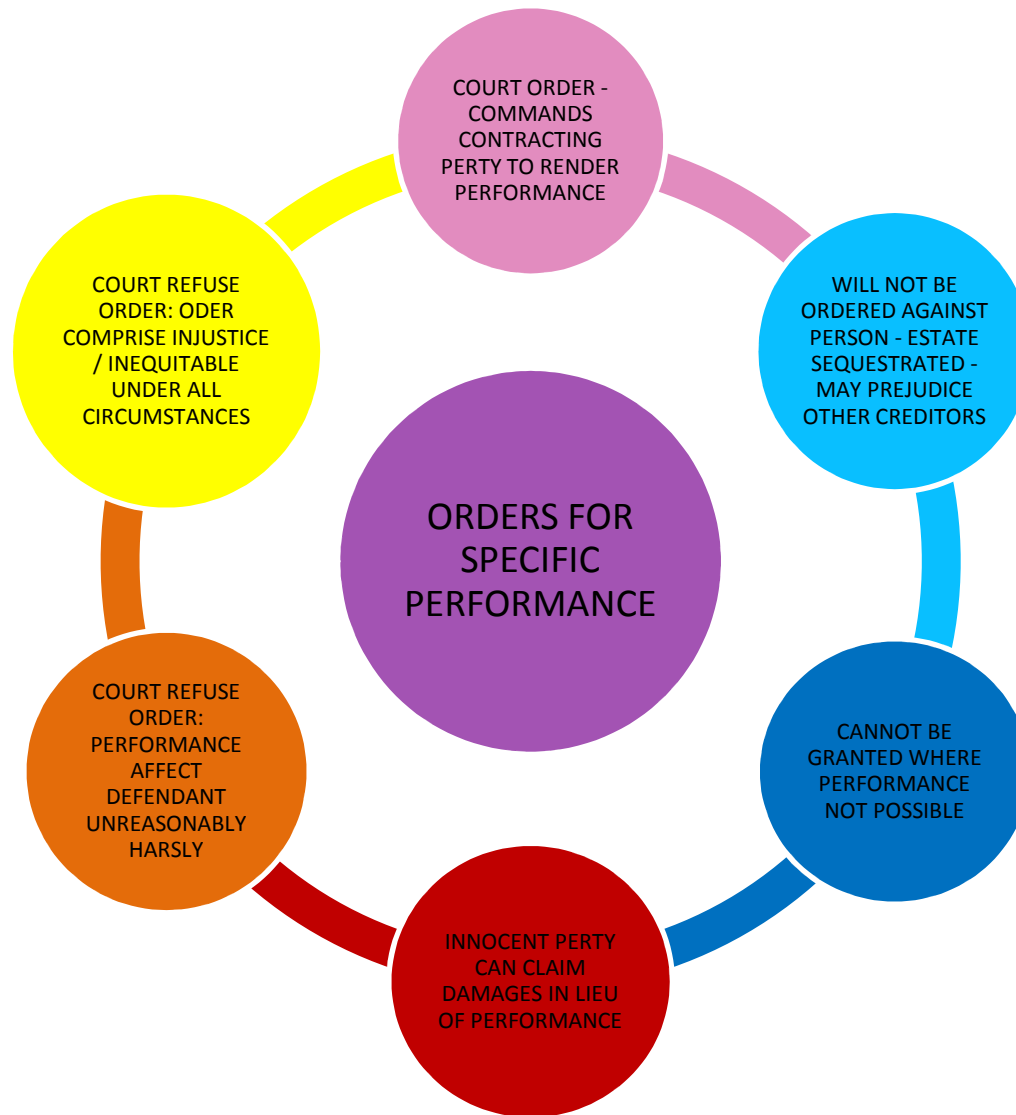 COURT ORDER -
COMMANDS
CONTRACTING
PERTY TO RENDER
PERFORMANCE
WILL NOT BE
ORDERED AGAINST
PERSON - ESTATE
SEQUESTRATED -
MAY PREJUDICE
OTHER CREDITORS
CANNOT BE
GRANTED WHERE
PERFORMANCE
NOT POSSIBLE
INNOCENT PERTY
CAN CLAIM
DAMAGES IN LIEU
OF PERFORMANCE
COURT REFUSE
ORDER:
PERFORMANCE
AFFECT
DEFENDANT
UNREASONABLY
HARSLY
COURT REFUSE
ORDER: ODER
COMPRISE INJUSTICE
/ INEQUITABLE
UNDER ALL
CIRCUMSTANCES
ORDERS FOR
SPECIFIC
PERFORMANCE